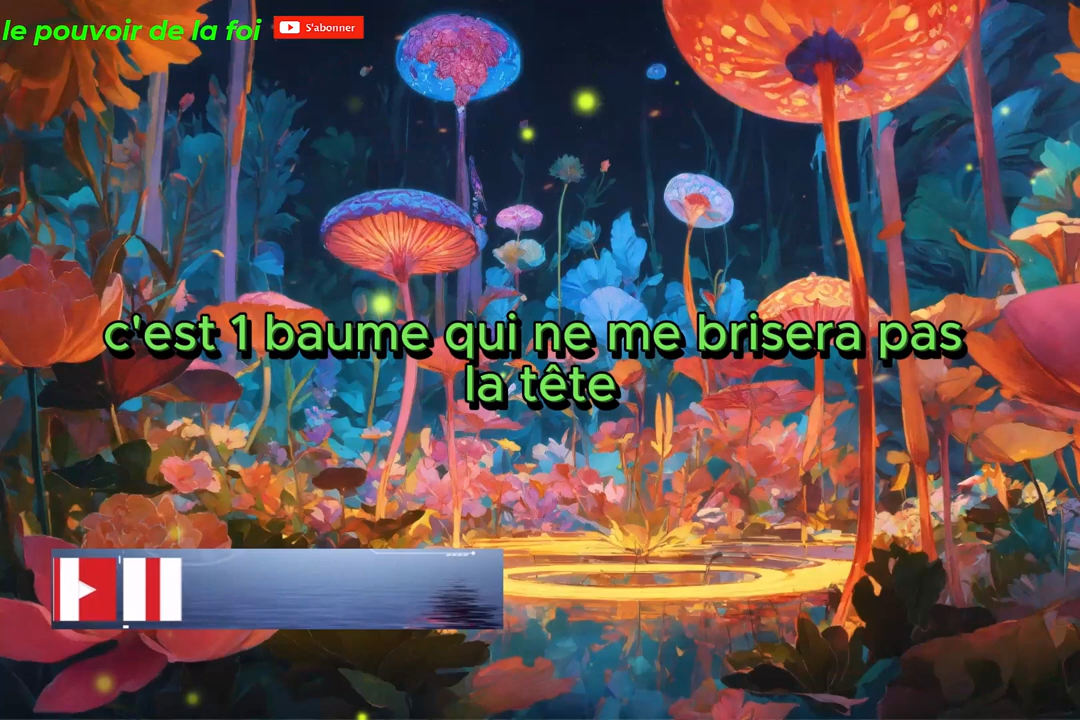 le pouvoir de la foi
S'abonner
c'est 1 baume qui ne me brisera pas
la tête